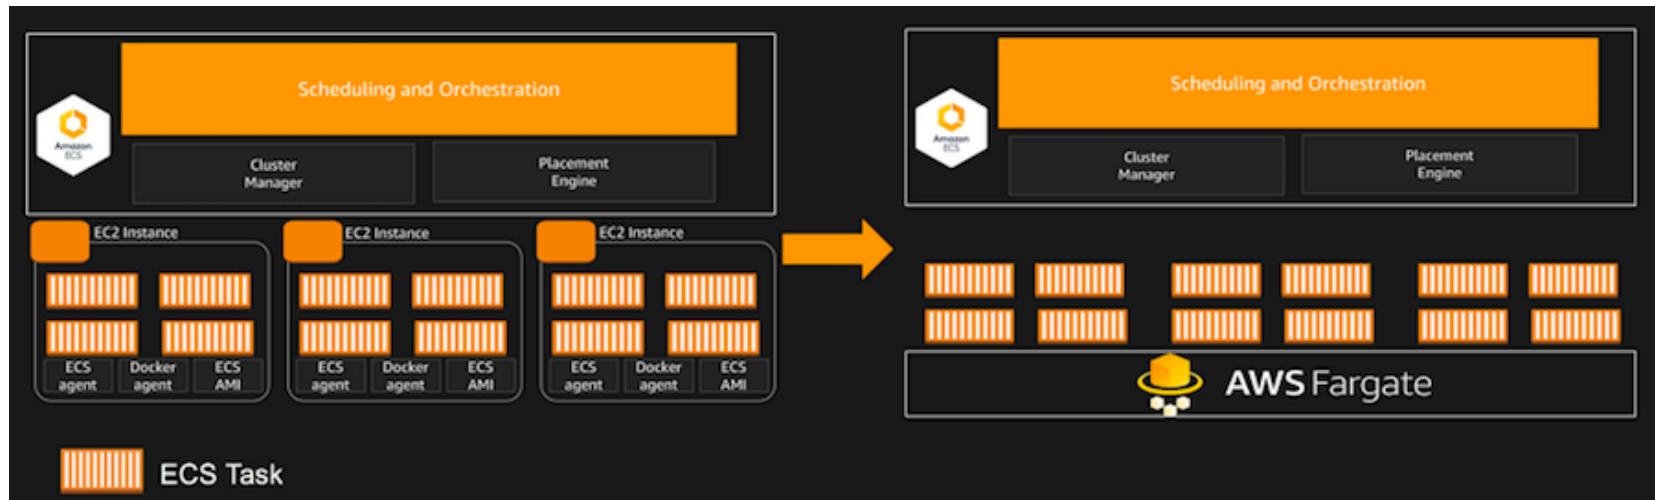 Scheduling and Orchestration
Amazon
ECS
Cluster
Manager
Placement
Engine
EC2 Instance
EC2 Instance
EC2 Instance
ECS
agent
Docker
agent
ECS
AMI
ECS
agent
Docker
agent
ECS
AMI
ECS
agent
Docker
agent
ECS
AMI
ECS Task
Scheduling and Orchestration
Amazon
ECS
Cluster
Manager
Placement
Engine
AWS Fargate